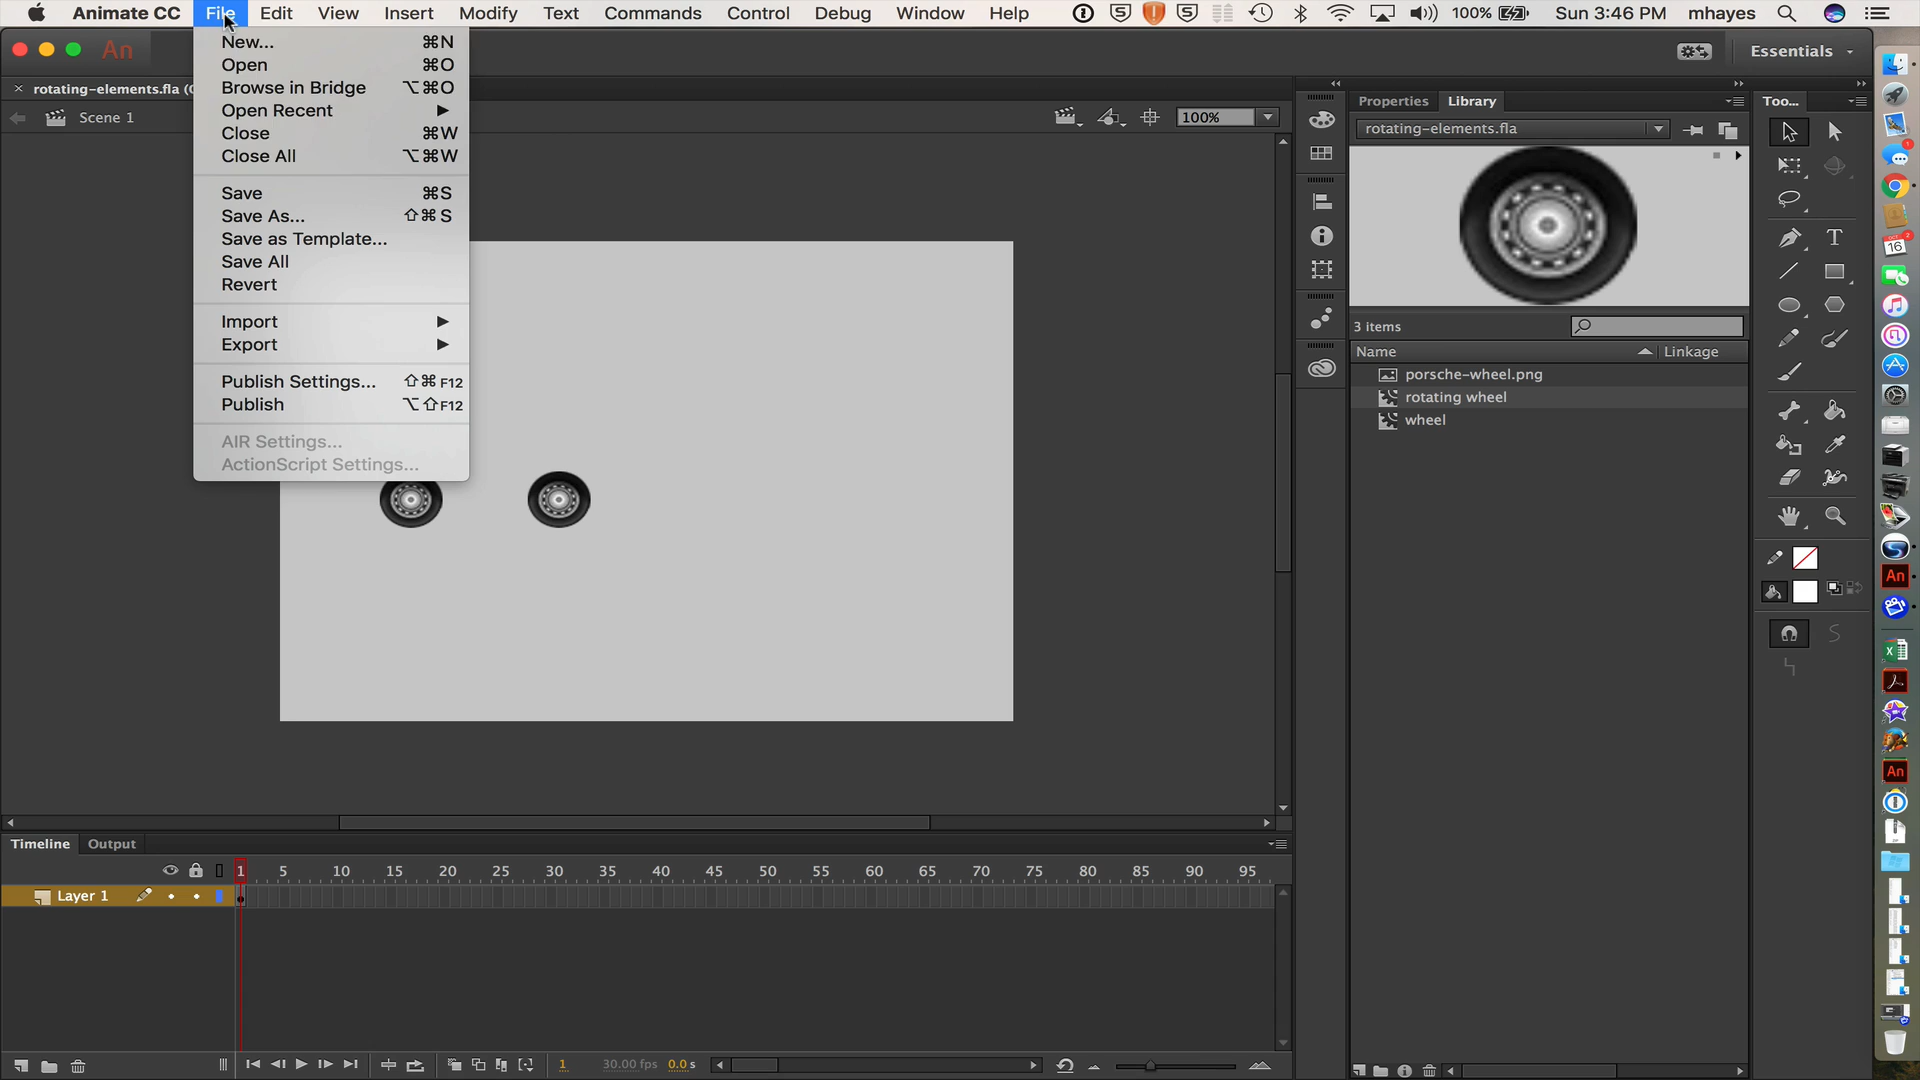 Animate CC File Edit View Insert Modify Text Commands Control Debug Window Help 100% Sun 3:46 PM mhayes
An Essentials
New... ⌘N
Open ⌘O
Browse in Bridge ⌥⌘O
Open Recent
Close ⌘W
Close All ⌥⌘W
Save ⌘S
Save As... ⇧⌘S
Save as Template...
Save All
Revert
Import
Export
Publish Settings... ⇧⌘F12
Publish ⌥⇧F12
AIR Settings...
ActionScript Settings...
rotating-elements.fla
Scene 1
100%
Properties Library
Too...
rotating-elements.fla
3 items
Name Linkage
porsche-wheel.png
rotating wheel
wheel
Timeline Output
1 5 10 15 20 25 30 35 40 45 50 55 60 65 70 75 80 85 90 95
Layer 1
1 30.00 fps 0.0 s
16
An
An